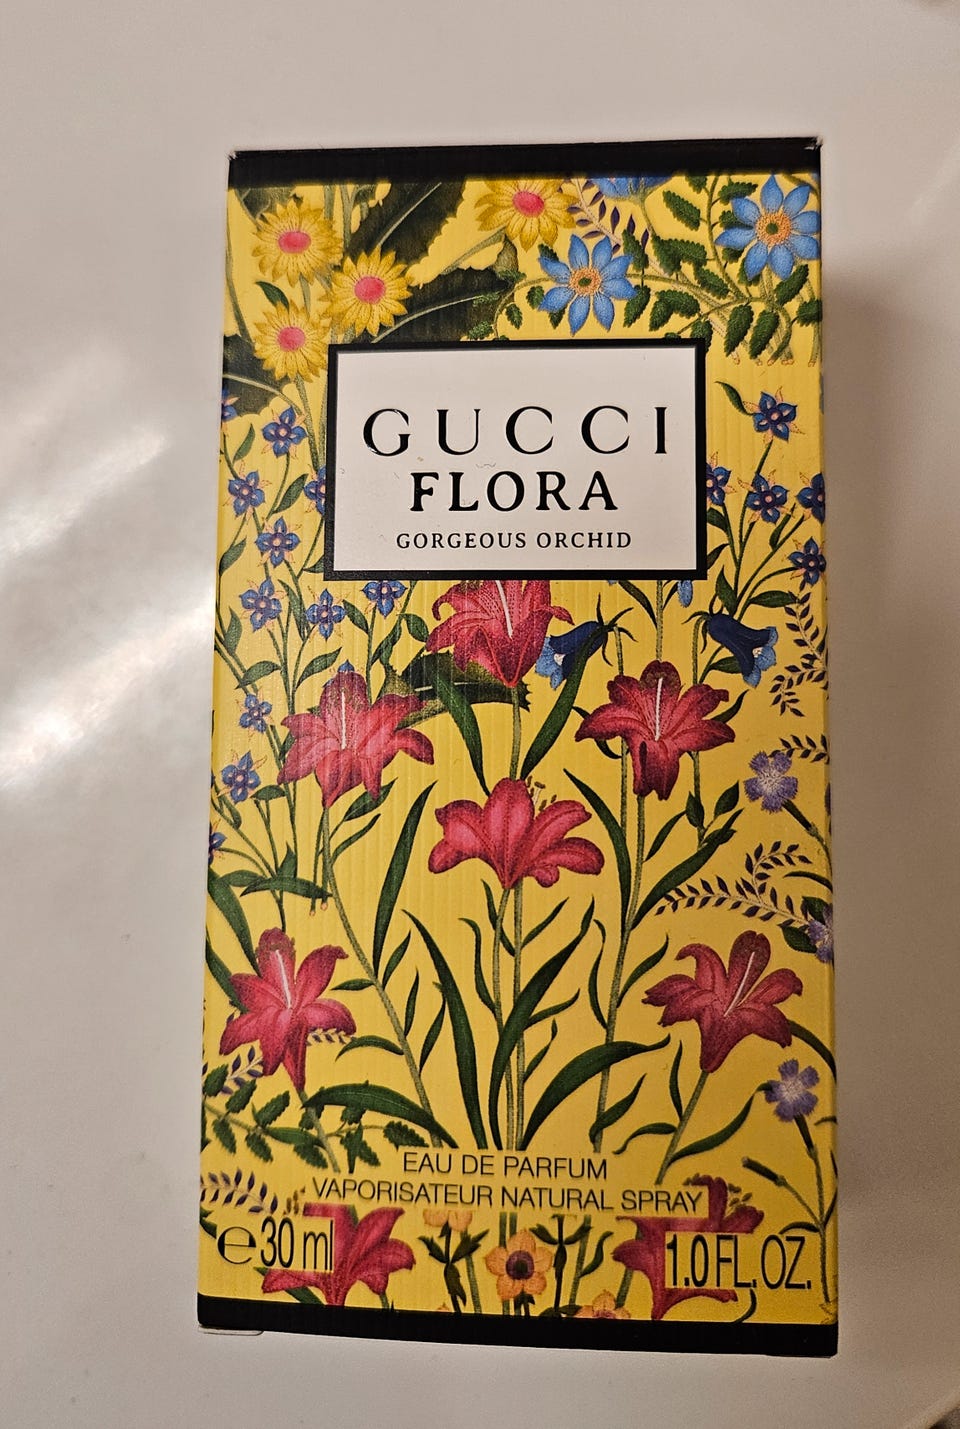 GUCCI
FLORA
GORGEOUS ORCHID
EAU DE PARFUM
VAPORISATEUR NATURAL SPRAY
℮ 30 ml
1.0 FL. OZ.